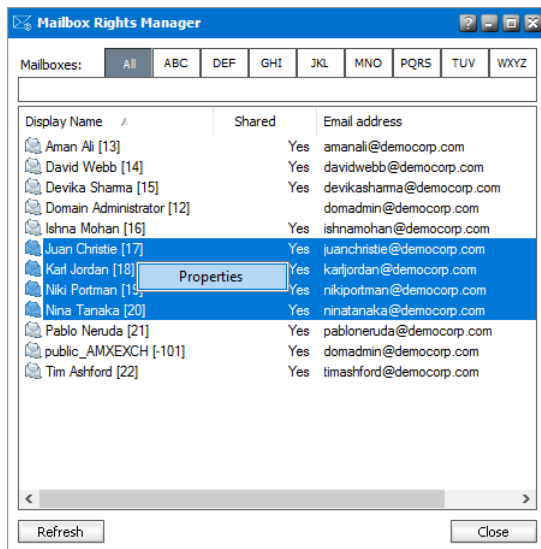 Mailbox Rights Manager
Mailboxes: All ABC DEF GHI JKL MNO PQRS TUV WXYZ
Display Name Shared Email address
Aman Ali [13] Yes amanali@democorp.com
David Webb [14] Yes davidwebb@democorp.com
Devika Sharma [15] Yes devikasharma@democorp.com
Domain Administrator [12] domadmin@democorp.com
Ishna Mohan [16] Yes ishnamohan@democorp.com
Juan Christie [17] Yes juanchristie@democorp.com
Karl Jordan [18] Yes karljordan@democorp.com
Properties
Niki Portman [19] Yes nikiportman@democorp.com
Nina Tanaka [20] Yes ninatanaka@democorp.com
Pablo Neruda [21] Yes pabloneruda@democorp.com
public_AMXEXCH [-101] Yes domadmin@democorp.com
Tim Ashford [22] Yes timashford@democorp.com
Refresh Close